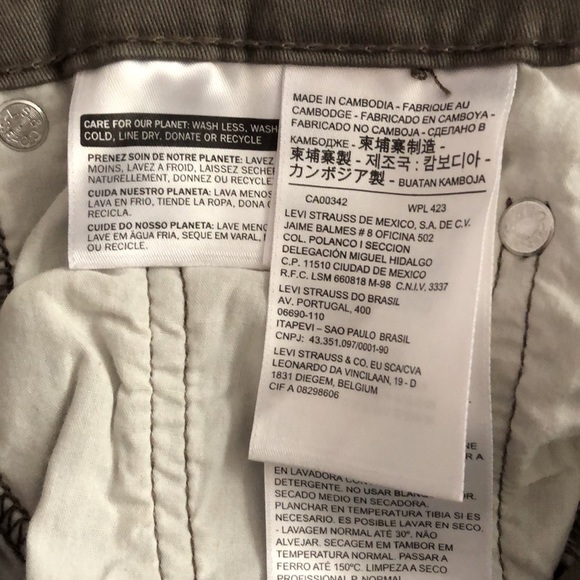 CARE FOR OUR PLANET: WASH LESS, WASH
COLD, LINE DRY, DONATE OR RECYCLE
PRENEZ SOIN DE NOTRE PLANETE: LAVEZ
MOINS, LAVEZ A FROID, LAISSEZ SECHER
NATURELLEMENT, DONNEZ OU RECYCLEZ
CUIDA NUESTRO PLANETA: LAVA MENOS
LAVA EN FRIO, TIENDE LA ROPA, DONA
RECICLA.
CUIDE DO NOSSO PLANETA: LAVE MENOS
LAVE EM ÁGUA FRIA, SEQUE EM VARAL,
OU RECICLE.
MADE IN CAMBODIA - FABRIQUE AU
CAMBODGE - FABRICADO EN CAMBOYA -
FABRICADO NO CAMBOJA - СДЕЛАНО В
КАМБОДЖЕ - 柬埔寨制造 -
柬埔寨製 - 제조국 : 캄보디아 -
カンボジア製 - BUATAN KAMBOJA
CA00342 WPL 423
LEVI STRAUSS DE MEXICO, S.A. DE C.V.
JAIME BALMES # 8 OFICINA 502
COL. POLANCO I SECCION
DELEGACIÓN MIGUEL HIDALGO
C.P. 11510 CIUDAD DE MEXICO
R.F.C. LSM 660818 M-98 C.N.I.V. 3337
LEVI STRAUSS DO BRASIL
AV. PORTUGAL, 400
06690-110
ITAPEVI – SAO PAULO BRASIL
CNPJ: 43.351.097/0001-90
LEVI STRAUSS & CO. EU SCA/CVA
LEONARDO DA VINCILAAN, 19 - D
1831 DIEGEM, BELGIUM
CIF A 08298606
EN LAVADORA CON
DETERGENTE. NO USAR
SECADO MEDIO EN SECADORA.
PLANCHAR EN TEMPERATURA TIBIA SI ES
NECESARIO. ES POSIBLE LAVAR EN SECO.
- LAVAGEM NORMAL ATÉ 30°. NÃO
ALVEJAR. SECAGEM EM TAMBOR EM
TEMPERATURA NORMAL. PASSAR A
FERRO ATÉ 150°C. LIMPEZA A SECO